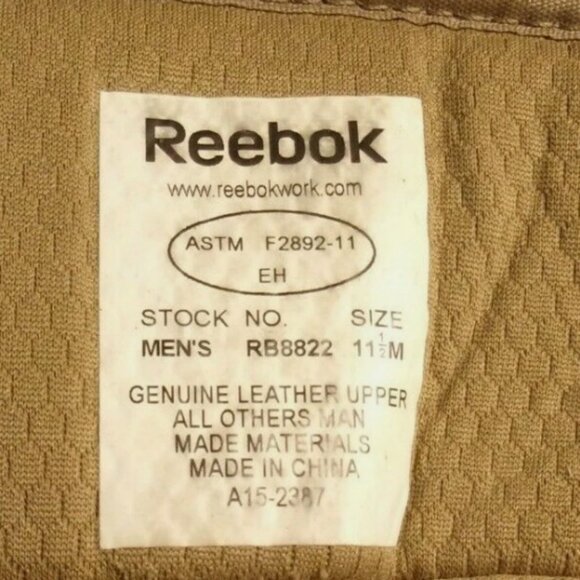 Reebok
www.reebokwork.com
ASTM F2892-11
EH
STOCK NO. SIZE
MEN'S RB8822 11½M
GENUINE LEATHER UPPER
ALL OTHERS MAN
MADE MATERIALS
MADE IN CHINA
A15-2387